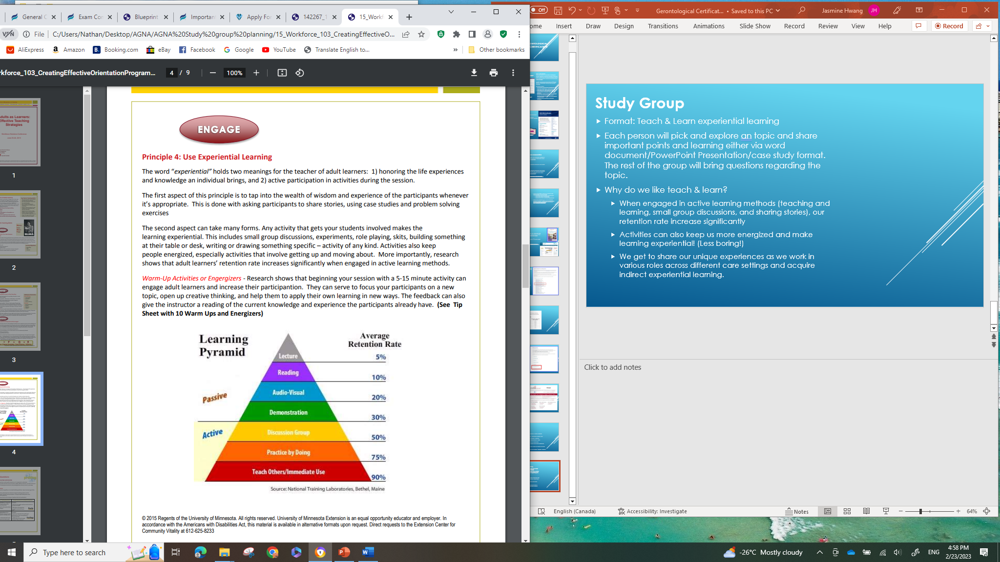 General C
Exam Con
Blueprint
Important
Apply For
142267_1
15_Workf
VPN
File
C:/Users/Nathan/Desktop/AGNA/AGNA%20Study%20group%20planning/15_Workforce_103_CreatingEffectiveO...
AliExpress
Amazon
Booking.com
eBay
Facebook
Google
YouTube
Translate English to...
»
Other bookmarks
rkforce_103_CreatingEffectiveOrientationProgram...
4 / 9
100%
Adults as Learners:
Effective Teaching
Strategies
1
2
3
4
ENGAGE
Principle 4: Use Experiential Learning
The word “experiential” holds two meanings for the teacher of adult learners: 1) honoring the life experiences
and knowledge an individual brings, and 2) active participation in activities during the session.
The first aspect of this principle is to tap into the wealth of wisdom and experience of the participants whenever
it’s appropriate. This is done with asking participants to share stories, using case studies and problem solving
exercises
The second aspect can take many forms. Any activity that gets your students involved makes the
learning experiential. This includes small group discussions, experiments, role playing, skits, building something
at their table or desk, writing or drawing something specific – activity of any kind. Activities also keep
people energized, especially activities that involve getting up and moving about. More importantly, research
shows that adult learners’ retention rate increases significantly when engaged in active learning methods.
Warm-Up Activities or Engergizers - Research shows that beginning your session with a 5-15 minute activity can
engage adult learners and increase their participantion. They can serve to focus your participants on a new
topic, open up creative thinking, and help them to apply their own learning in new ways. The feedback can also
give the instructor a reading of the current knowledge and experience the participants already have. (See Tip
Sheet with 10 Warm Ups and Energizers)
Learning
Pyramid
Average
Retention Rate
Lecture
5%
Reading
10%
Audio-Visual
20%
Passive
Demonstration
30%
Active
Discussion Group
50%
Practice by Doing
75%
Teach Others/Immediate Use
90%
Source: National Training Laboratories, Bethel, Maine
© 2015 Regents of the University of Minnesota. All rights reserved. University of Minnesota Extension is an equal opportunity educator and employer. In
accordance with the Americans with Disabilities Act, this material is available in alternative formats upon request. Direct requests to the Extension Center for
Community Vitality at 612-625-8233
Off
Gerontological Certificat... • Saved to this PC
Jasmine Hwang
JH
ome
Insert
Draw
Design
Transitions
Animations
Slide Show
Record
Review
View
Help
Record
Study Group
Format: Teach & Learn experiential learning
Each person will pick and explore an topic and share
important points and learning either via word
document/PowerPoint Presentation/case study format.
The rest of the group will bring questions regarding the
topic.
Why do we like teach & learn?
When engaged in active learning methods (teaching and
learning, small group discussions, and sharing stories), our
retention rate increase significantly
Activities can also keep us more energized and make
learning experiential! (Less boring!)
We get to share our unique experiences as we work in
various roles across different care settings and acquire
indirect experiential learning.
Click to add notes
English (Canada)
Accessibility: Investigate
Notes
64%
Type here to search
-26°C Mostly cloudy
ENG
4:58 PM
2/23/2023